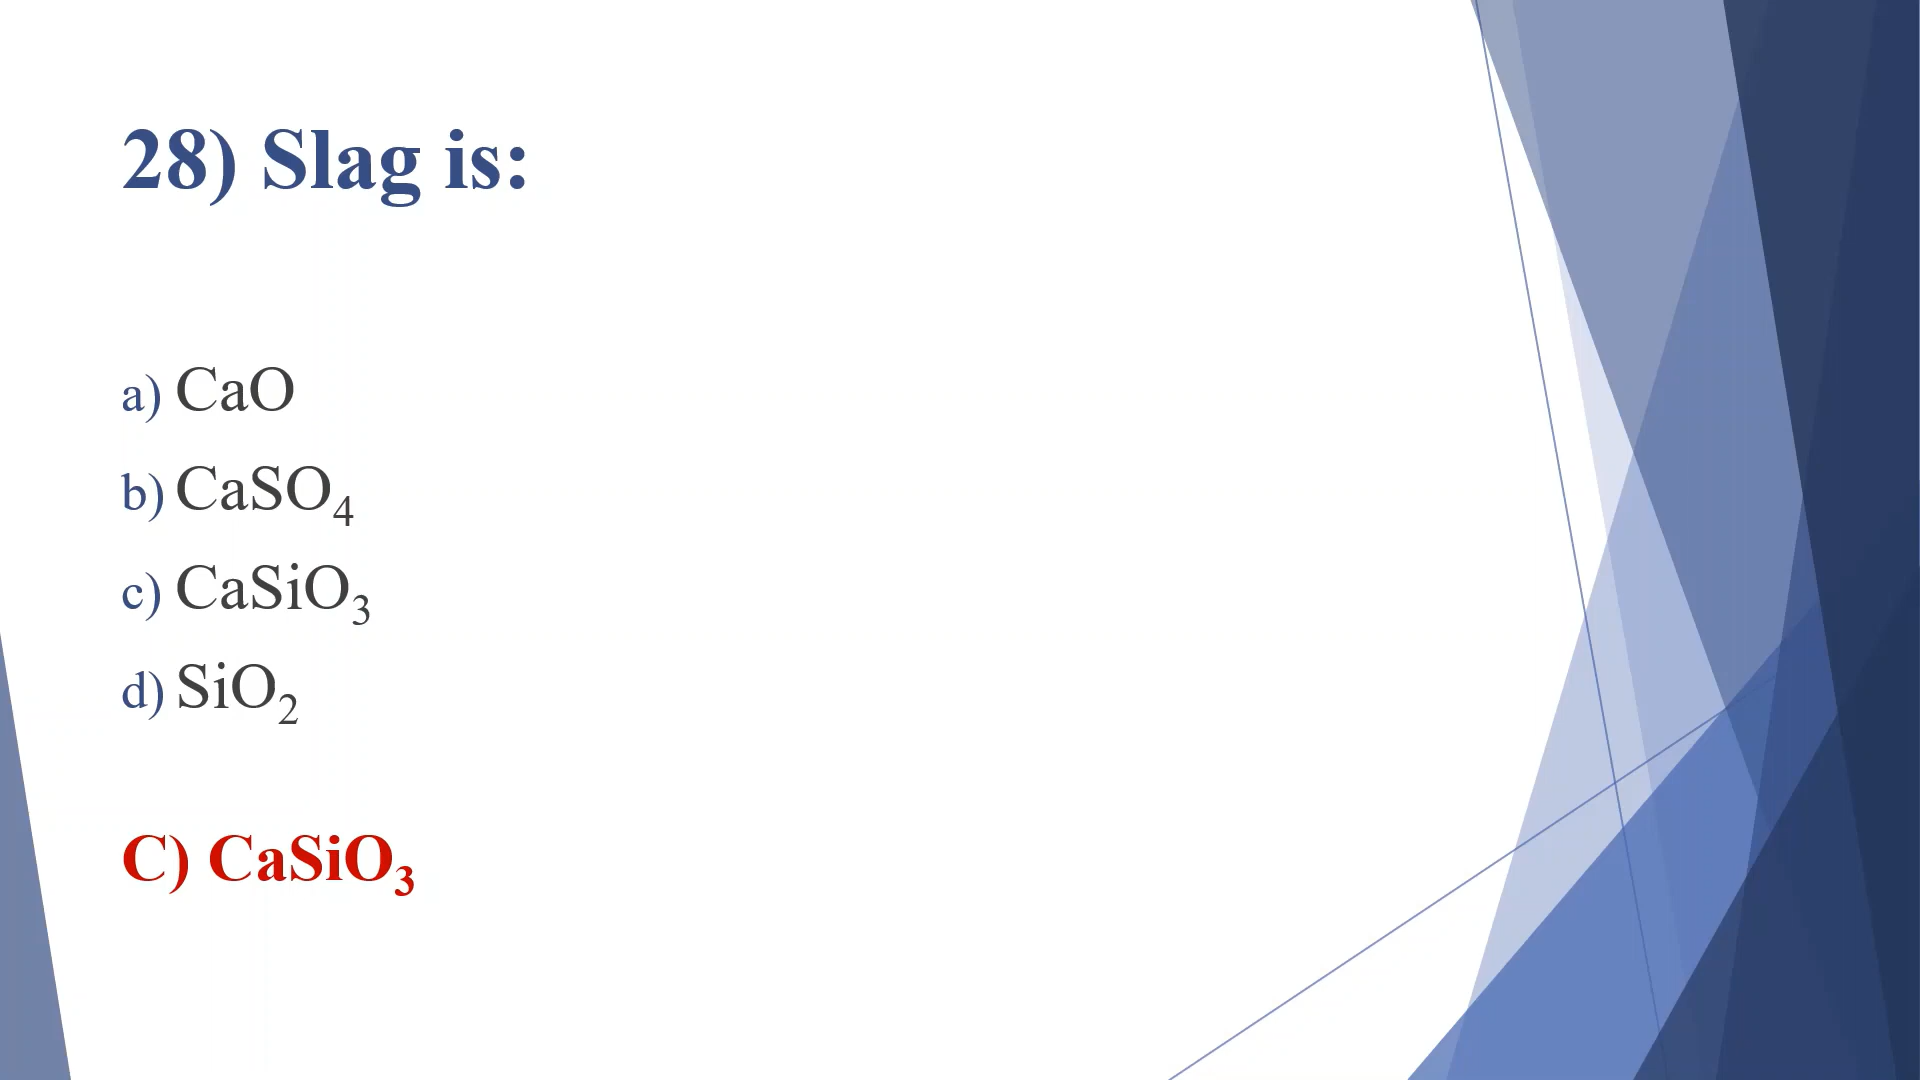 28) Slag is:
a) CaO
b) CaSO₄
c) CaSiO₃
d) SiO₂
C) CaSiO₃